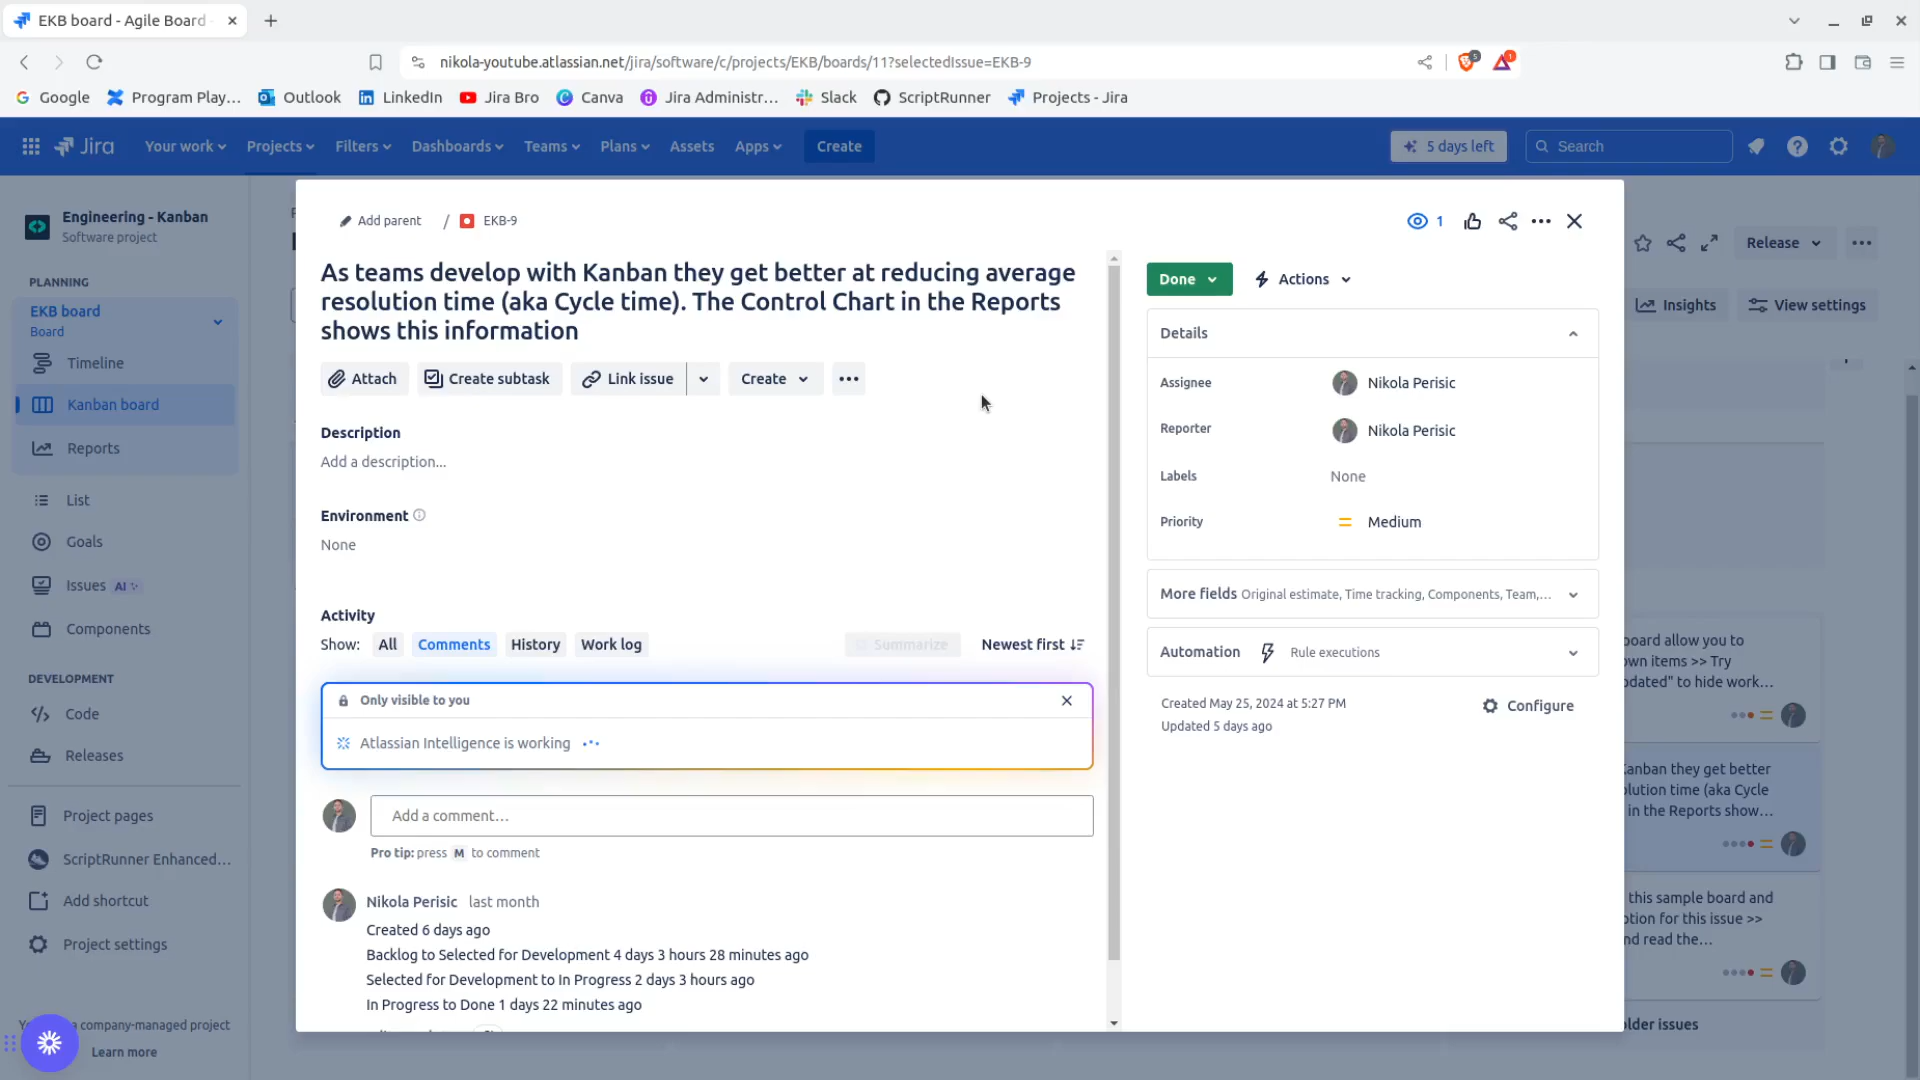 EKB board - Agile Board
nikola-youtube.atlassian.net/jira/software/c/projects/EKB/boards/11?selectedIssue=EKB-9
5
1
Google
Program Play...
Outlook
LinkedIn
Jira Bro
Canva
Jira Administr...
Slack
ScriptRunner
Projects - Jira
Jira
Your work
Projects
Filters
Dashboards
Teams
Plans
Assets
Apps
Create
5 days left
Search
Engineering - Kanban
Software project
PLANNING
EKB board
Board
Timeline
Kanban board
Reports
List
Goals
Issues AI
Components
DEVELOPMENT
Code
Releases
Project pages
ScriptRunner Enhanced...
Add shortcut
Project settings
a company-managed project
Learn more
Add parent / EKB-9
1
As teams develop with Kanban they get better at reducing average
resolution time (aka Cycle time). The Control Chart in the Reports
shows this information
Attach
Create subtask
Link issue
Create
Description
Add a description...
Environment
None
Activity
Show: All Comments History Work log
Summarize
Newest first
Only visible to you
Atlassian Intelligence is working
Add a comment...
Pro tip: press M to comment
Nikola Perisic last month
Created 6 days ago
Backlog to Selected for Development 4 days 3 hours 28 minutes ago
Selected for Development to In Progress 2 days 3 hours ago
In Progress to Done 1 days 22 minutes ago
Done
Actions
Details
Assignee Nikola Perisic
Reporter Nikola Perisic
Labels None
Priority Medium
More fields Original estimate, Time tracking, Components, Team,...
Automation Rule executions
Created May 25, 2024 at 5:27 PM
Updated 5 days ago
Configure
Release
Insights
View settings
board allow you to
own items >> Try
pdated" to hide work...
Kanban they get better
olution time (aka Cycle
in the Reports show...
this sample board and
ption for this issue >>
nd read the...
older issues